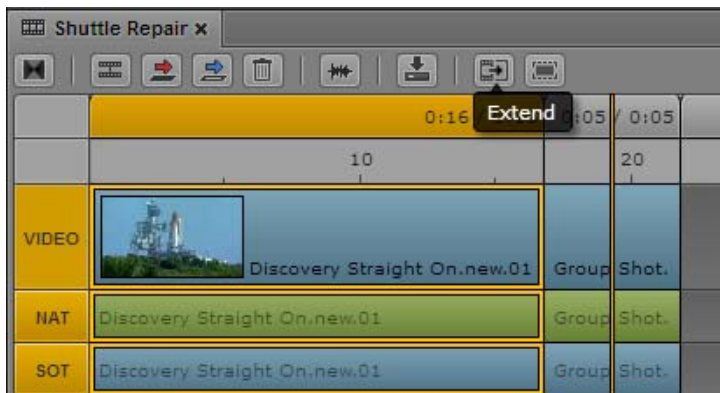 Shuttle Repair ×
0:16 / Extend 0:05 / 0:05
10 20
VIDEO Discovery Straight On.new.01 Group Shot.
NAT Discovery Straight On.new.01 Group Shot.
SOT Discovery Straight On.new.01 Group Shot.